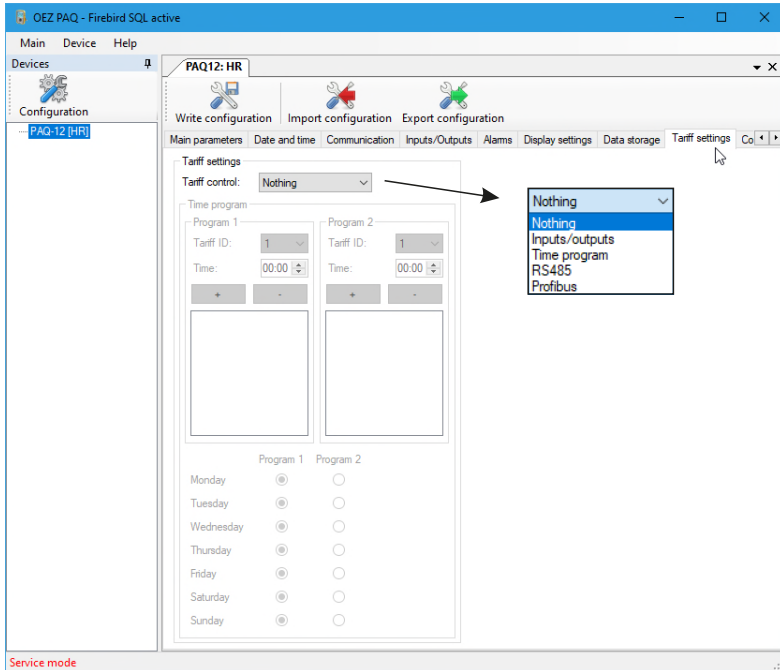 OEZ PAQ - Firebird SQL active
Main Device Help
Devices
Configuration
PAQ-12 [HR]
PAQ12: HR
Write configuration Import configuration Export configuration
Main parameters Date and time Communication Inputs/Outputs Alarms Display settings Data storage Tariff settings Co
Tariff settings
Tariff control: Nothing
Time program
Program 1 Program 2
Tariff ID: 1 Tariff ID: 1
Time: 00:00 Time: 00:00
+ - + -
Nothing
Nothing
Inputs/outputs
Time program
RS485
Profibus
Program 1 Program 2
Monday
Tuesday
Wednesday
Thursday
Friday
Saturday
Sunday
Service mode